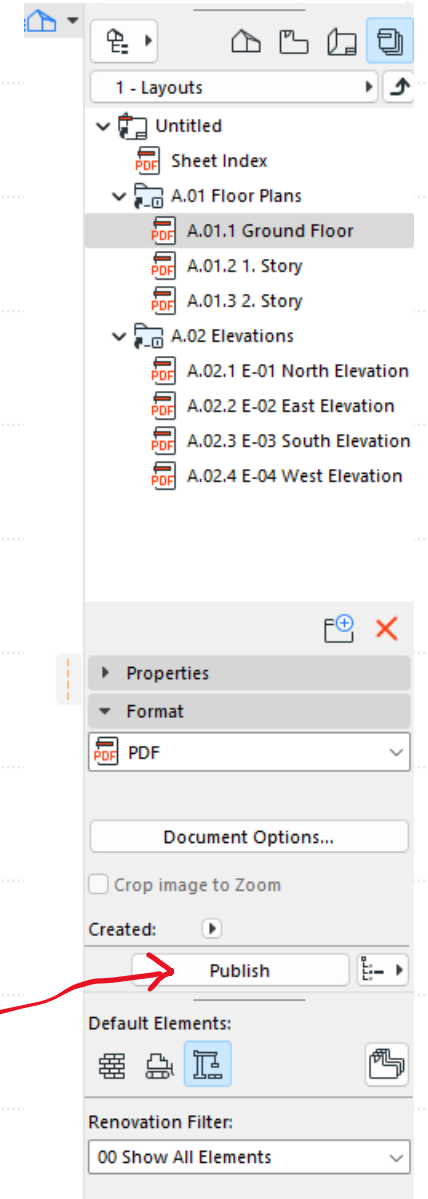 1 - Layouts
Untitled
PDF Sheet Index
A.01 Floor Plans
PDF A.01.1 Ground Floor
PDF A.01.2 1. Story
PDF A.01.3 2. Story
A.02 Elevations
PDF A.02.1 E-01 North Elevation
PDF A.02.2 E-02 East Elevation
PDF A.02.3 E-03 South Elevation
PDF A.02.4 E-04 West Elevation
Properties
Format
PDF PDF
Document Options...
Crop image to Zoom
Created:
Publish
Default Elements:
Renovation Filter:
00 Show All Elements